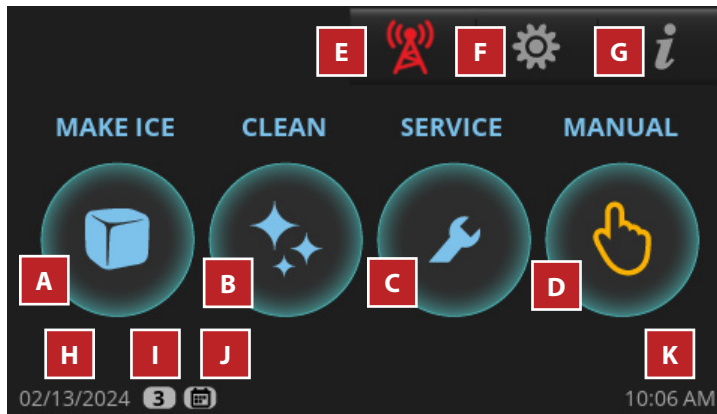 E F G i
MAKE ICE CLEAN SERVICE MANUAL
A B C D
H I J K
02/13/2024 3 10:06 AM